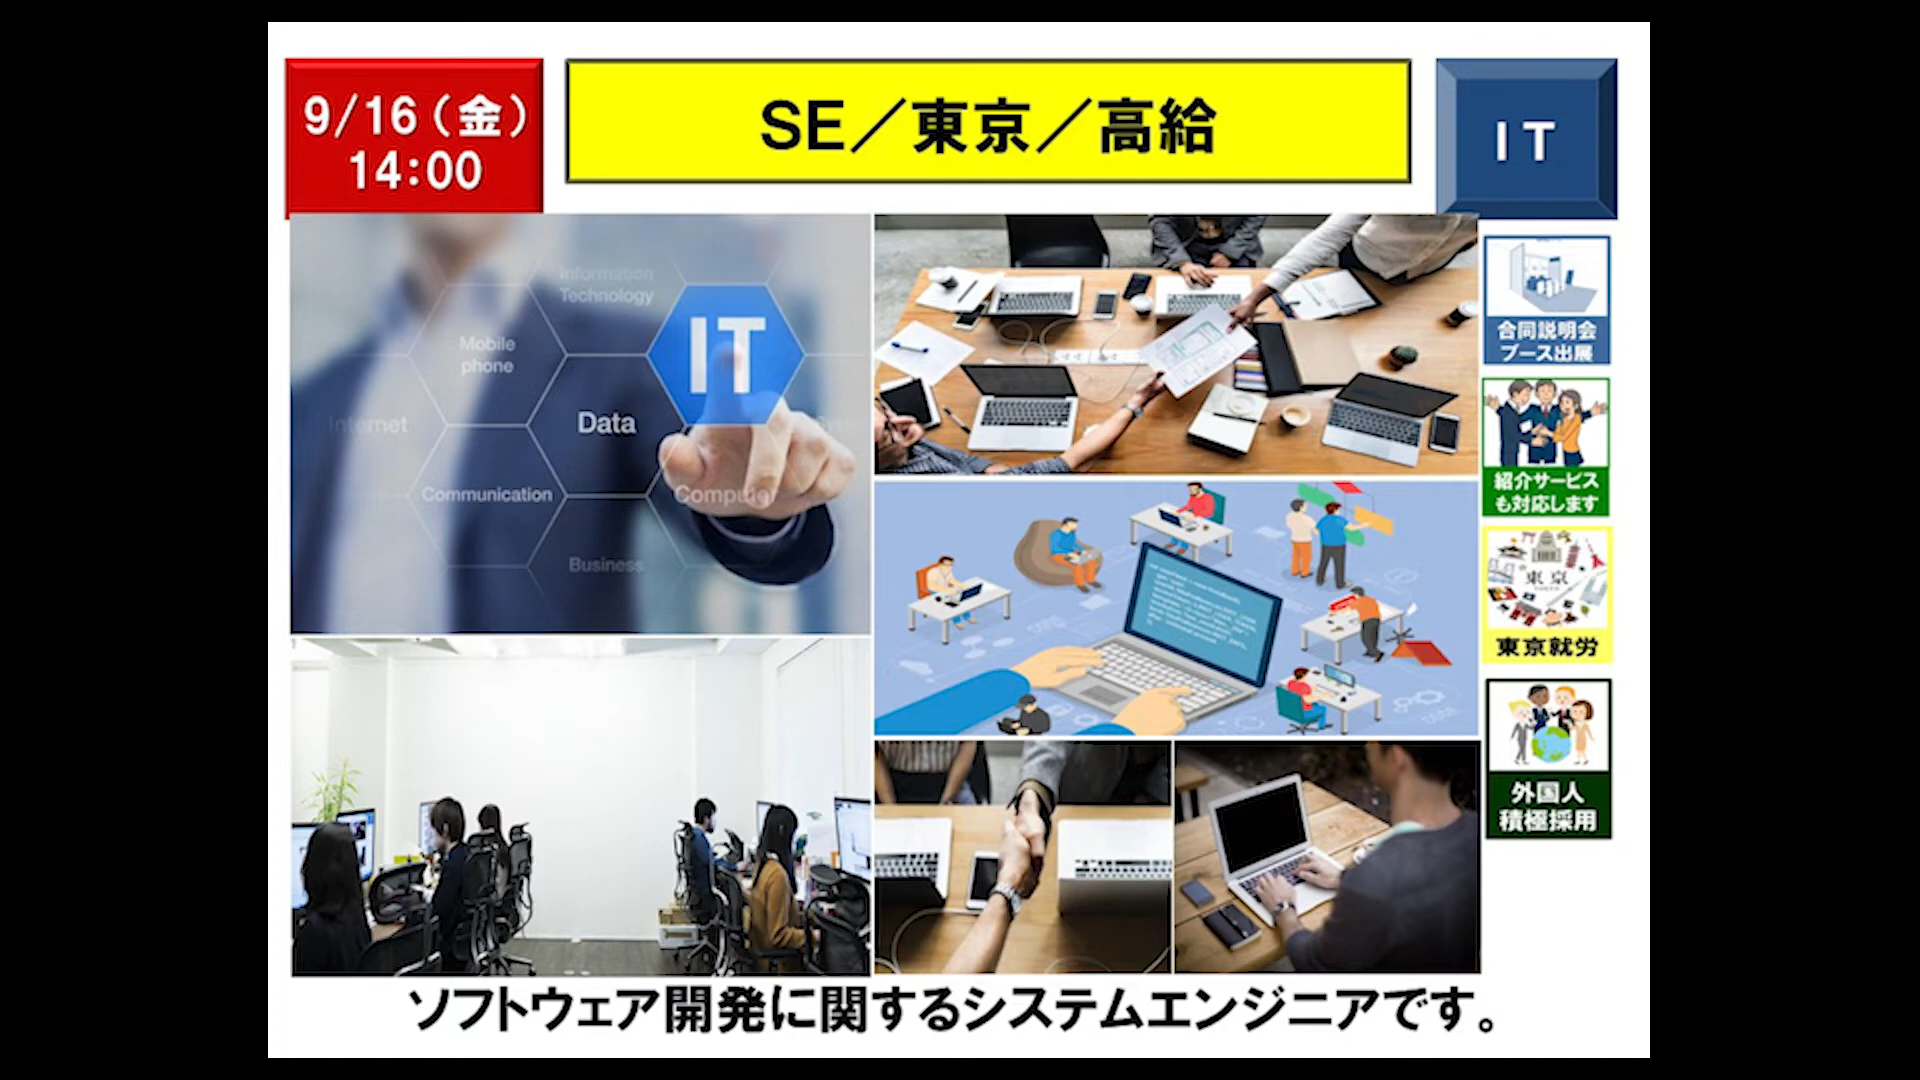 9/16（金）
14:00
SE／東京／高給
IT
Information
Technology
Mobile
phone
IT
Internet
Data
Communication
Computer
Business
合同説明会
ブース出展
紹介サービス
も対応します
東京
東京就労
外国人
積極採用
ソフトウェア開発に関するシステムエンジニアです。